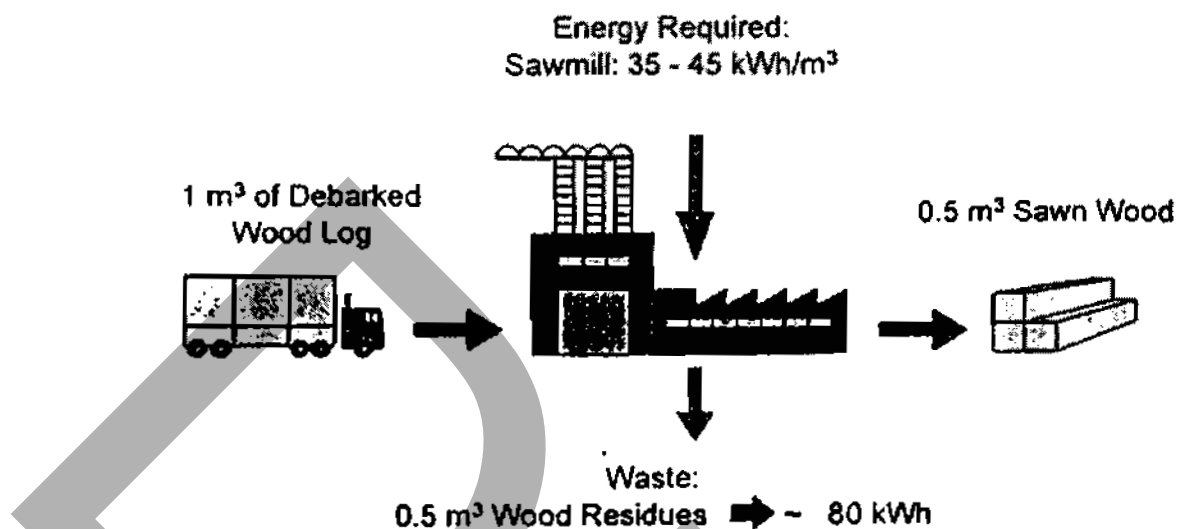 Energy Required:
Sawmill: 35 - 45 kWh/m³
1 m³ of Debarked
Wood Log
0.5 m³ Sawn Wood
Waste:
0.5 m³ Wood Residues ➡ ~ 80 kWh